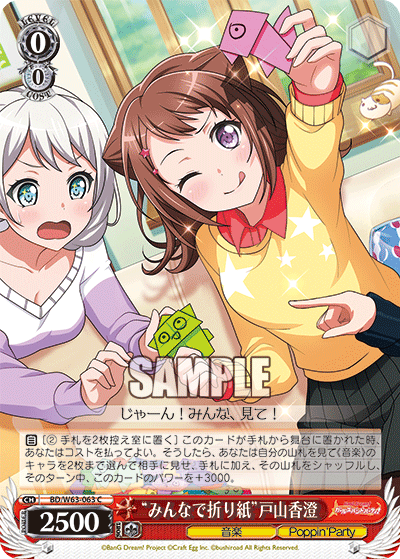 LEVEL
0
0
COST
SAMPLE
じゃーん！みんな、見て！
自 [② 手札を2枚控え室に置く] このカードが手札から舞台に置かれた時、
あなたはコストを払ってよい。そうしたら、あなたは自分の山札を見て《音楽》の
キャラを2枚まで選んで相手に見せ、手札に加え、その山札をシャッフルし、
そのターン中、このカードのパワーを+3000。
CH BD/W63-063 C
“みんなで折り紙”戸山香澄
2500
音楽
Poppin'Party
©BanG Dream! Project ©Craft Egg Inc. ©bushiroad All Rights Reserved.